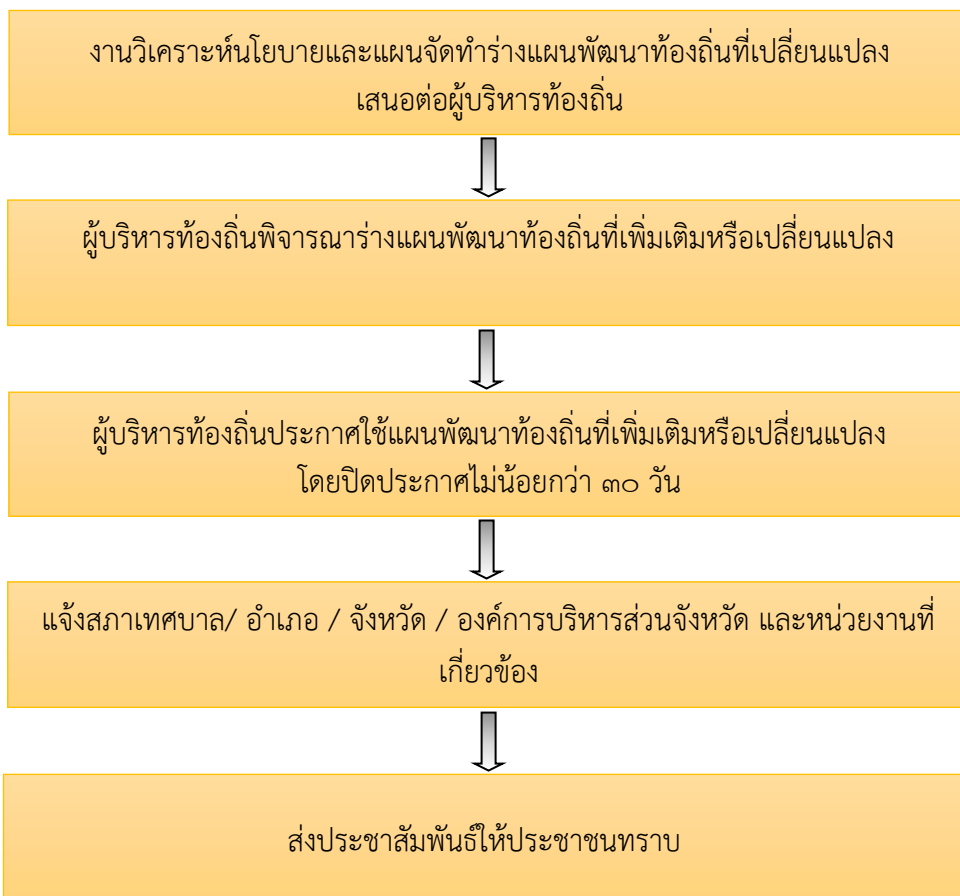 งานวิเคราะห์นโยบายและแผนจัดทำร่างแผนพัฒนาท้องถิ่นที่เปลี่ยนแปลง
เสนอต่อผู้บริหารท้องถิ่น
ผู้บริหารท้องถิ่นพิจารณาร่างแผนพัฒนาท้องถิ่นที่เพิ่มเติมหรือเปลี่ยนแปลง
ผู้บริหารท้องถิ่นประกาศใช้แผนพัฒนาท้องถิ่นที่เพิ่มเติมหรือเปลี่ยนแปลง
โดยปิดประกาศไม่น้อยกว่า ๓๐ วัน
แจ้งสภาเทศบาล/ อำเภอ / จังหวัด / องค์การบริหารส่วนจังหวัด และหน่วยงานที่
เกี่ยวข้อง
ส่งประชาสัมพันธ์ให้ประชาชนทราบ